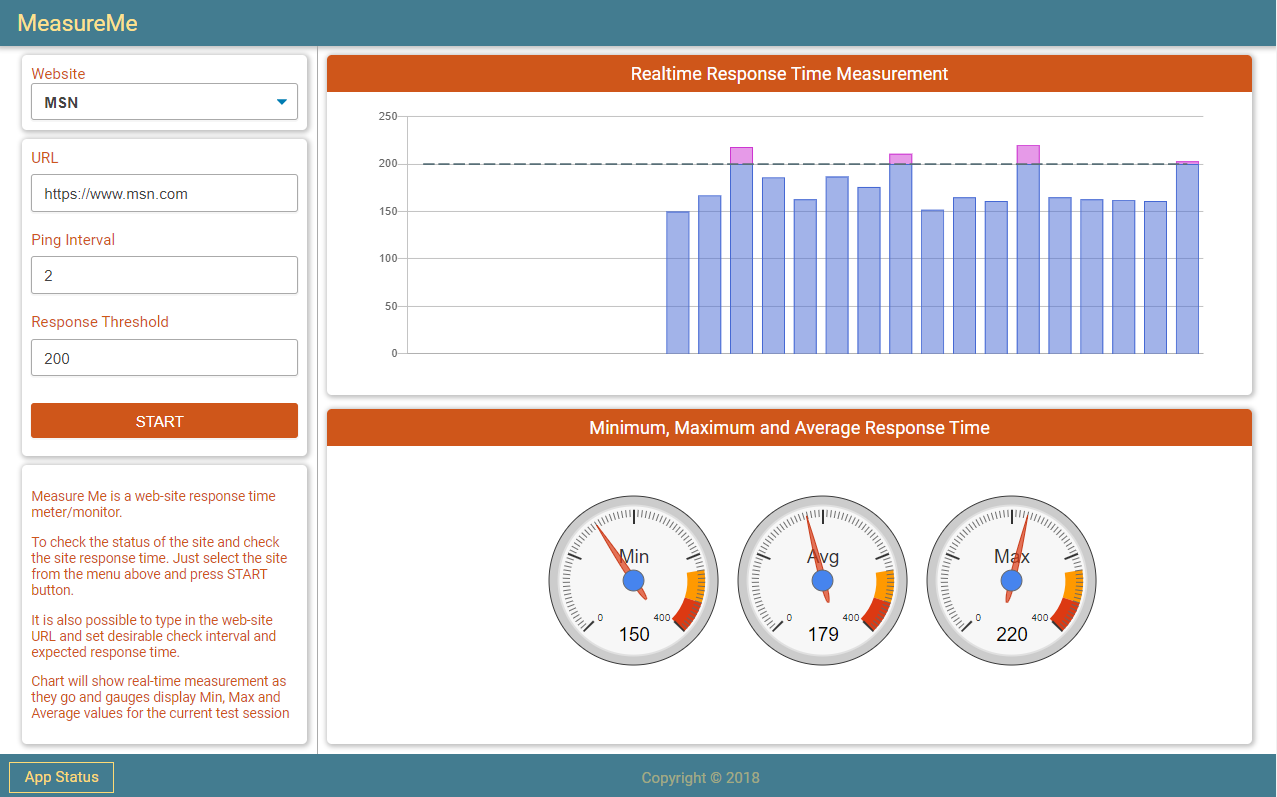 MeasureMe
Website
MSN
URL
https://www.msn.com
Ping Interval
2
Response Threshold
200
START
Measure Me is a web-site response time
meter/monitor.
To check the status of the site and check
the site response time. Just select the site
from the menu above and press START
button.
It is also possible to type in the web-site
URL and set desirable check interval and
expected response time.
Chart will show real-time measurement as
they go and gauges display Min, Max and
Average values for the current test session
Realtime Response Time Measurement
250
200
150
100
50
0
Minimum, Maximum and Average Response Time
Min
0
400
150
Avg
0
400
179
Max
0
400
220
App Status
Copyright © 2018